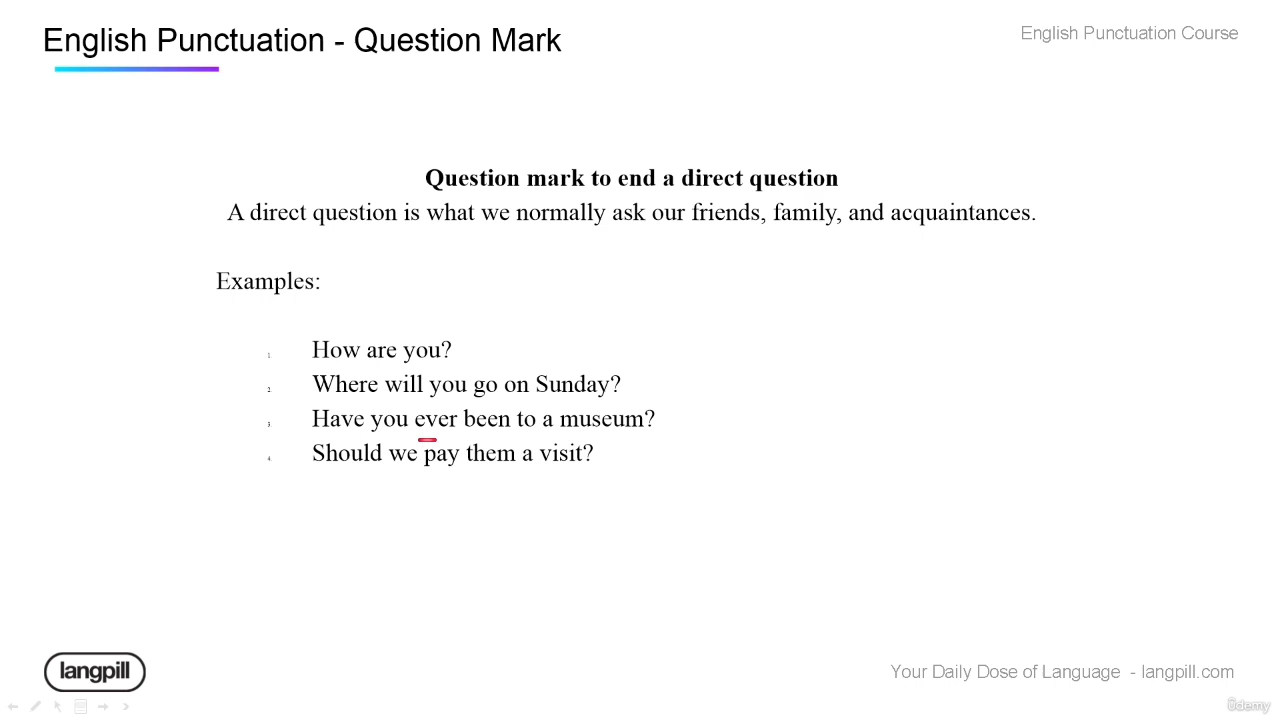 English Punctuation - Question Mark
English Punctuation Course
Question mark to end a direct question
A direct question is what we normally ask our friends, family, and acquaintances.
Examples:
1. How are you?
2. Where will you go on Sunday?
3. Have you ever been to a museum?
4. Should we pay them a visit?
langpill
Your Daily Dose of Language - langpill.com
ûdemy